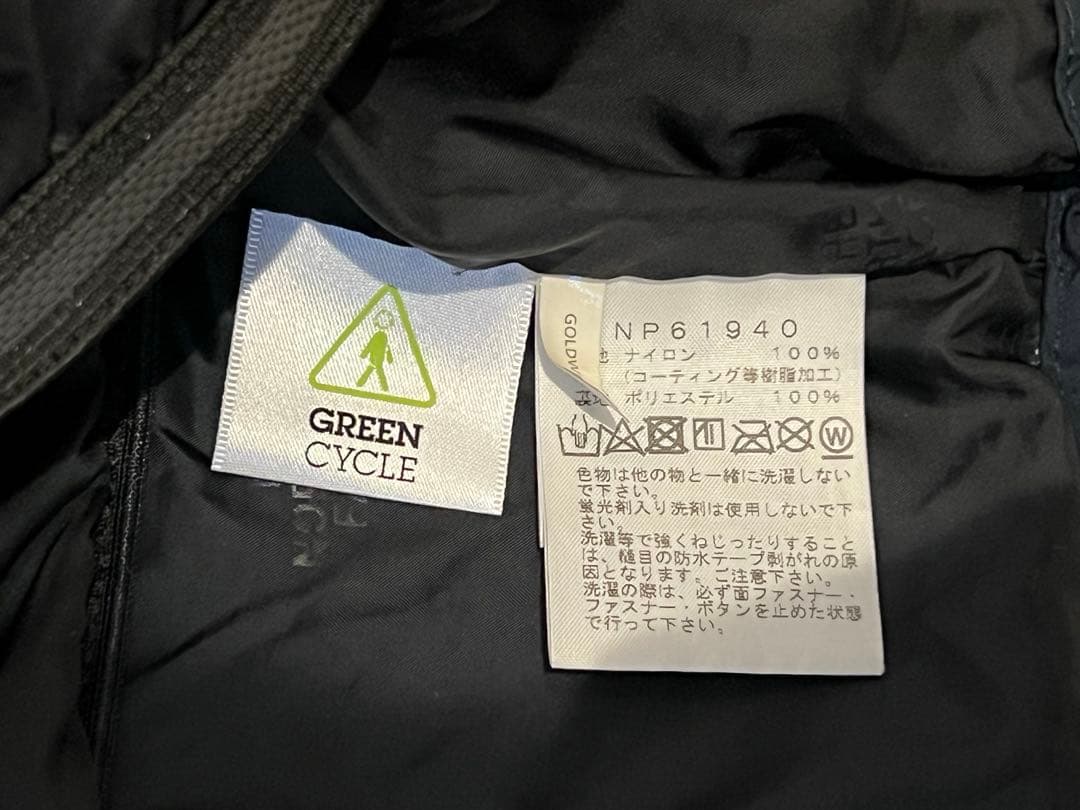 GREEN
CYCLE
GOLDW
NP61940
地 ナイロン 100%
(コーティング等樹脂加工)
裏地 ポリエステル 100%
W
色物は他の物と一緒に洗濯しない
で下さい。
蛍光剤入り洗剤は使用しないで下
さい。
洗濯等で強くねじったりすること
は、縫目の防水テープ剥がれの原
因となります。ご注意下さい。
洗濯の際は、必ず面ファスナー・
ファスナー・ボタンを止めた状態
で行って下さい。